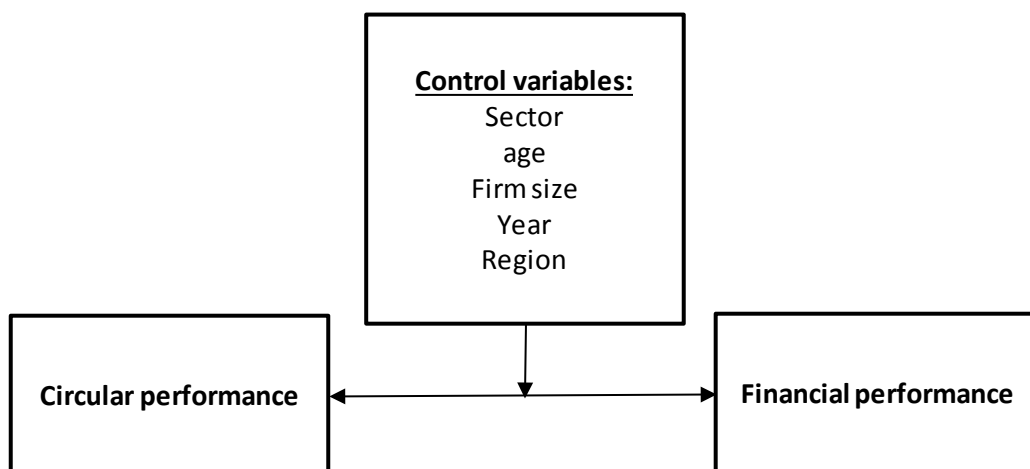 Control variables:
Sector
age
Firm size
Year
Region
Circular performance
Financial performance